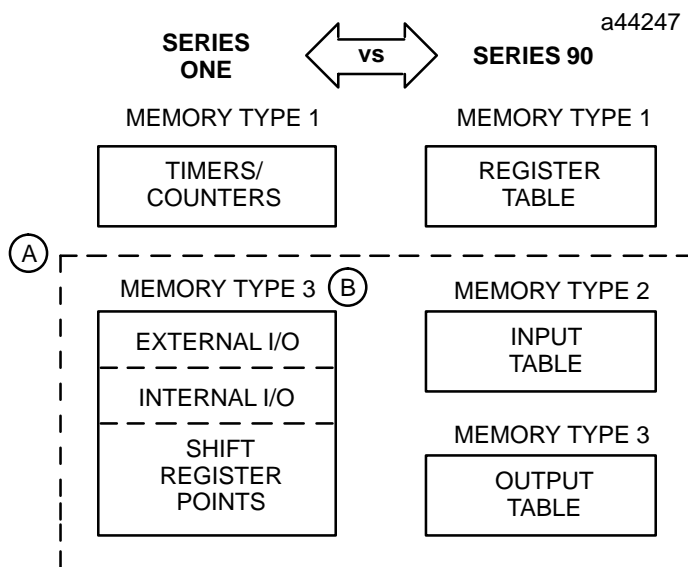 a44247
SERIES
ONE
vs
SERIES 90
MEMORY TYPE 1
TIMERS/
COUNTERS
MEMORY TYPE 1
REGISTER
TABLE
A
MEMORY TYPE 3 B
EXTERNAL I/O
INTERNAL I/O
SHIFT
REGISTER
POINTS
MEMORY TYPE 2
INPUT
TABLE
MEMORY TYPE 3
OUTPUT
TABLE